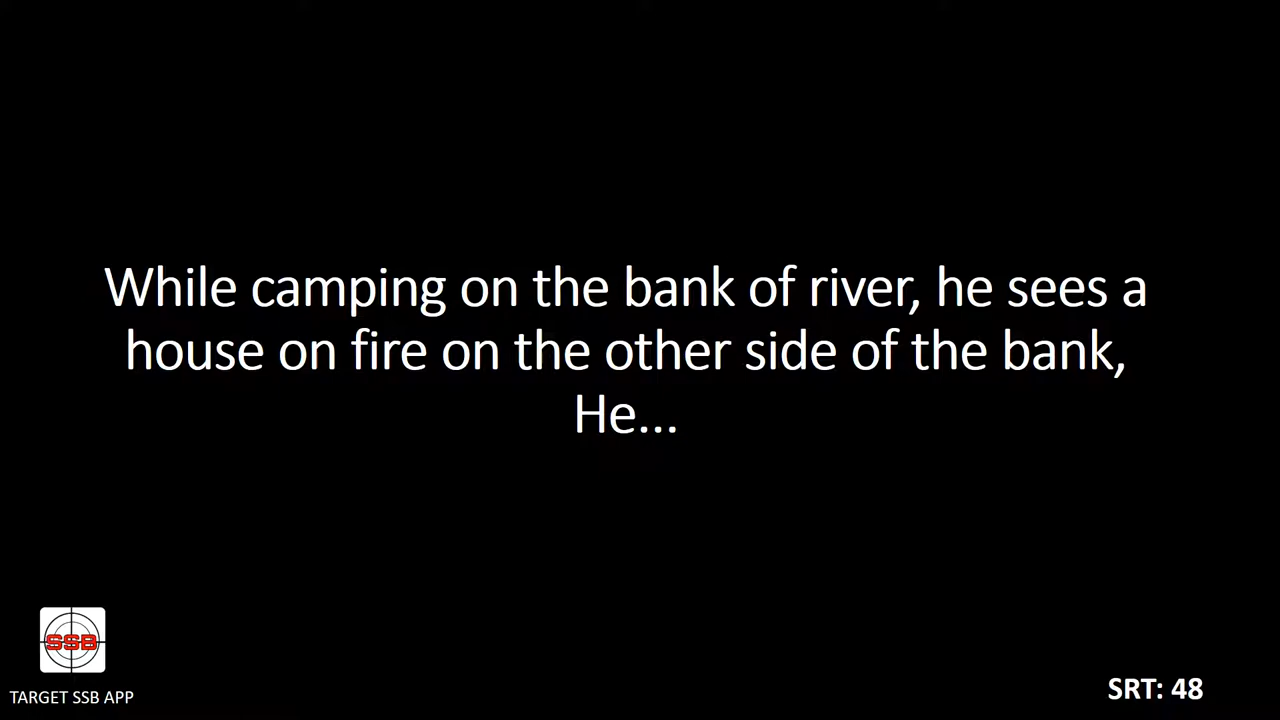 While camping on the bank of river, he sees a
house on fire on the other side of the bank,
He...
SSB
TARGET SSB APP
SRT: 48